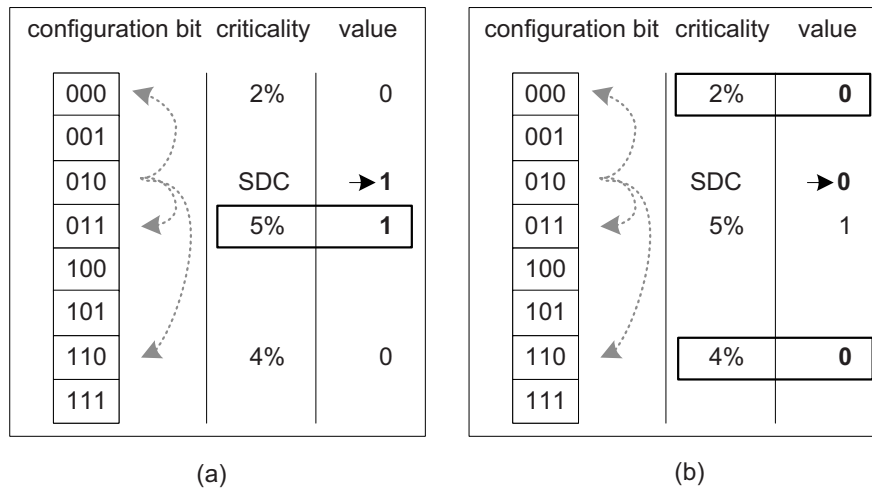 configuration bit criticality value
000 2% 0
001
010 SDC 1
011 5% 1
100
101
110 4% 0
111
(a)
configuration bit criticality value
000 2% 0
001
010 SDC 0
011 5% 1
100
101
110 4% 0
111
(b)